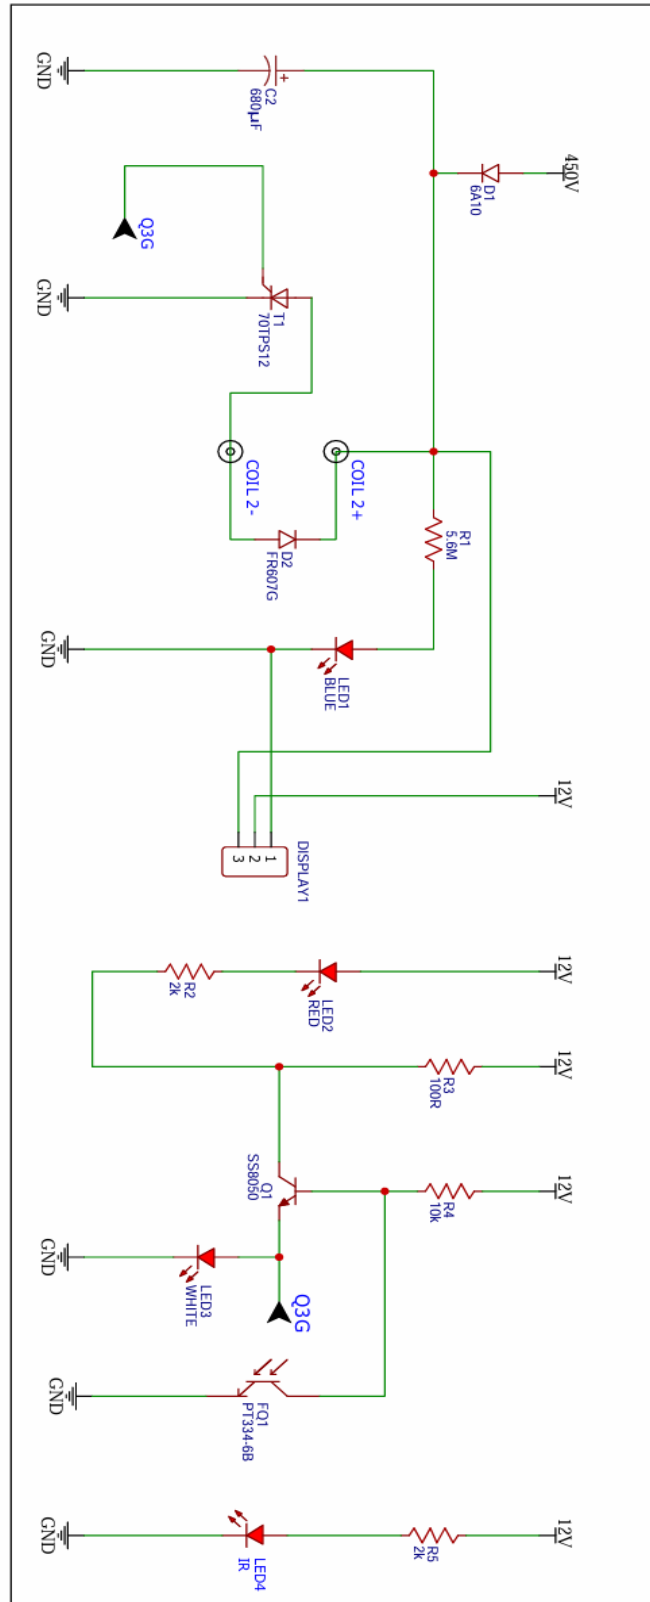 GND
C2
680μF
450V
D1
6A10
Q3G
GND
T1
70TPS12
COIL 2-
COIL 2+
D2
FR607G
R1
5.6M
GND
LED1
BLUE
12V
DISPLAY1
1
2
3
12V
LED2
RED
R2
2k
12V
R3
100R
Q1
SS8050
12V
R4
10k
GND
LED3
WHITE
Q3G
GND
FQ1
PT334-6B
12V
R5
2k
LED4
IR
GND